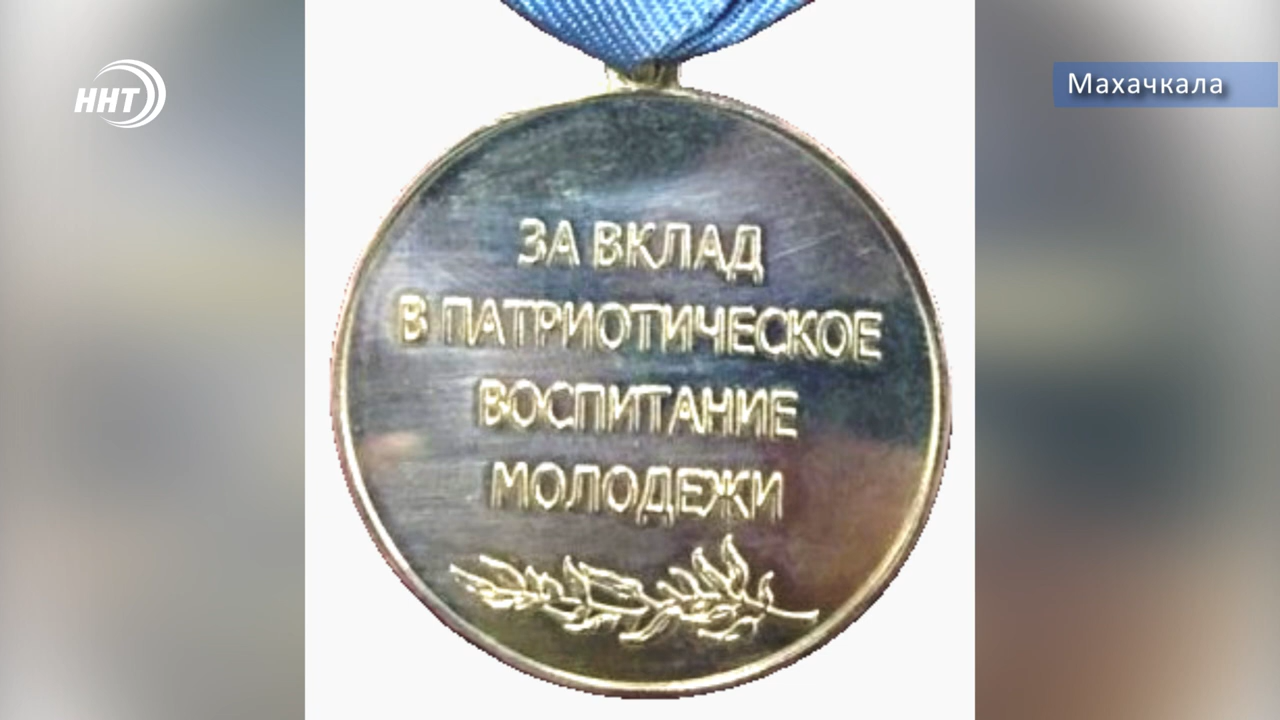 ННТ
Махачкала
ЗА ВКЛАД
В ПАТРИОТИЧЕСКОЕ
ВОСПИТАНИЕ
МОЛОДЕЖИ